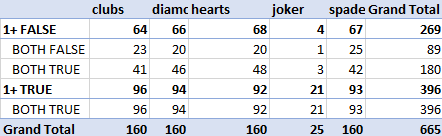 clubs diamo hearts joker spade Grand Total
1+ FALSE 64 66 68 4 67 269
BOTH FALSE 23 20 20 1 25 89
BOTH TRUE 41 46 48 3 42 180
1+ TRUE 96 94 92 21 93 396
BOTH TRUE 96 94 92 21 93 396
Grand Total 160 160 160 25 160 665